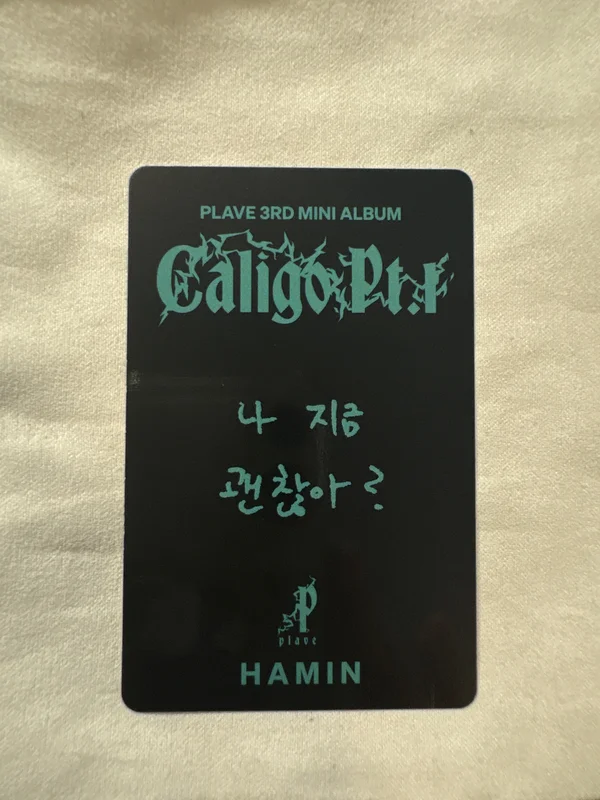 PLAVE 3RD MINI ALBUM
Caligo Pt.1
나 지금
괜찮아?
P
plave
HAMIN